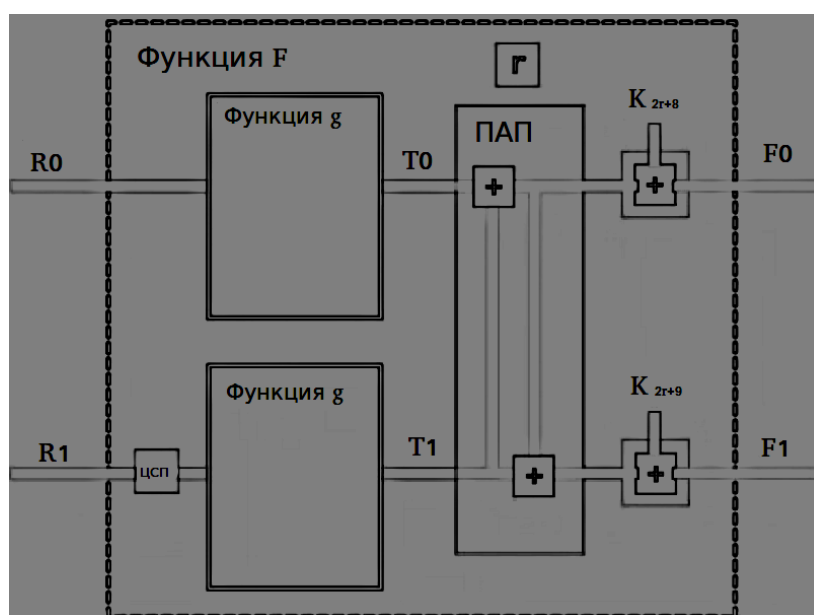 Функция F
r
K 2r+8
Функция g
ПАП
R0
T0
F0
+
+
K 2r+9
Функция g
R1
T1
F1
ЦСП
+
+